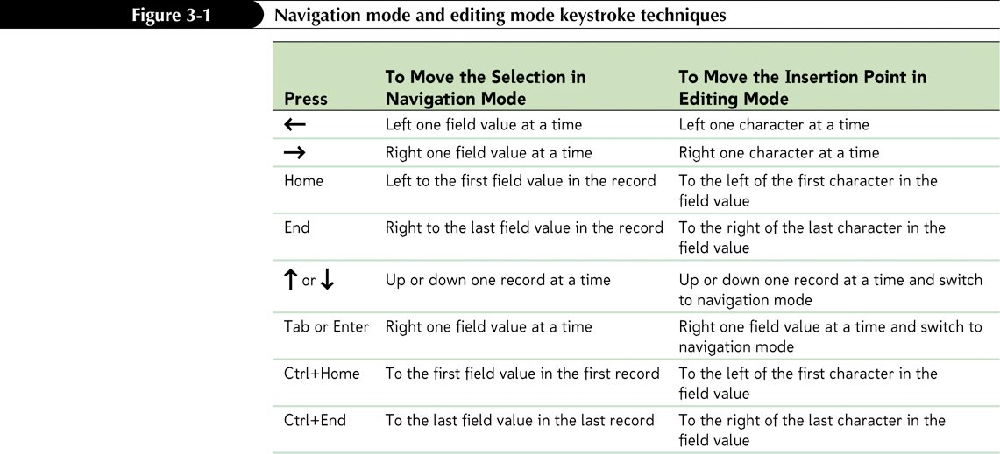 Figure 3-1 Navigation mode and editing mode keystroke techniques
Press To Move the Selection in Navigation Mode To Move the Insertion Point in Editing Mode
← Left one field value at a time Left one character at a time
→ Right one field value at a time Right one character at a time
Home Left to the first field value in the record To the left of the first character in the field value
End Right to the last field value in the record To the right of the last character in the field value
↑ or ↓ Up or down one record at a time Up or down one record at a time and switch to navigation mode
Tab or Enter Right one field value at a time Right one field value at a time and switch to navigation mode
Ctrl+Home To the first field value in the first record To the left of the first character in the field value
Ctrl+End To the last field value in the last record To the right of the last character in the field value